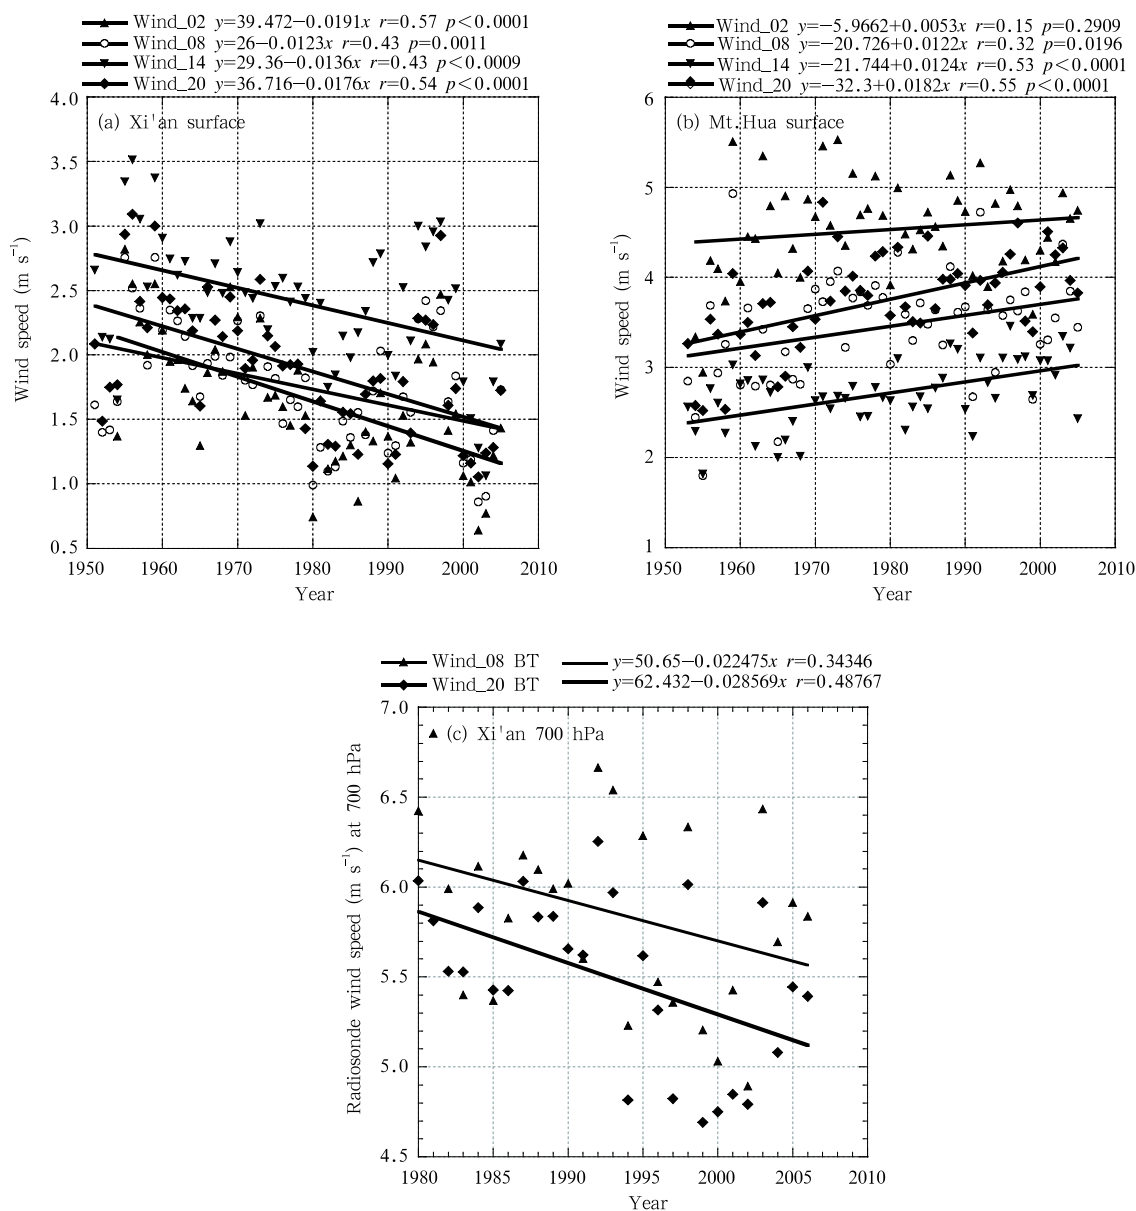 Wind_02 y=39.472−0.0191x r=0.57 p<0.0001
Wind_08 y=26−0.0123x r=0.43 p=0.0011
Wind_14 y=29.36−0.0136x r=0.43 p<0.0009
Wind_20 y=36.716−0.0176x r=0.54 p<0.0001
4.0
3.5
3.0
2.5
2.0
1.5
1.0
0.5
Wind speed (m s⁻¹)
(a) Xi'an surface
1950 1960 1970 1980 1990 2000 2010
Year
Wind_02 y=−5.9662+0.0053x r=0.15 p=0.2909
Wind_08 y=−20.726+0.0122x r=0.32 p=0.0196
Wind_14 y=−21.744+0.0124x r=0.53 p<0.0001
Wind_20 y=−32.3+0.0182x r=0.55 p<0.0001
6
5
4
3
2
1
Wind speed (m s⁻¹)
(b) Mt.Hua surface
1950 1960 1970 1980 1990 2000 2010
Year
Wind_08 BT y=50.65−0.022475x r=0.34346
Wind_20 BT y=62.432−0.028569x r=0.48767
7.0
6.5
6.0
5.5
5.0
4.5
Radiosonde wind speed (m s⁻¹) at 700 hPa
(c) Xi'an 700 hPa
1980 1985 1990 1995 2000 2005 2010
Year